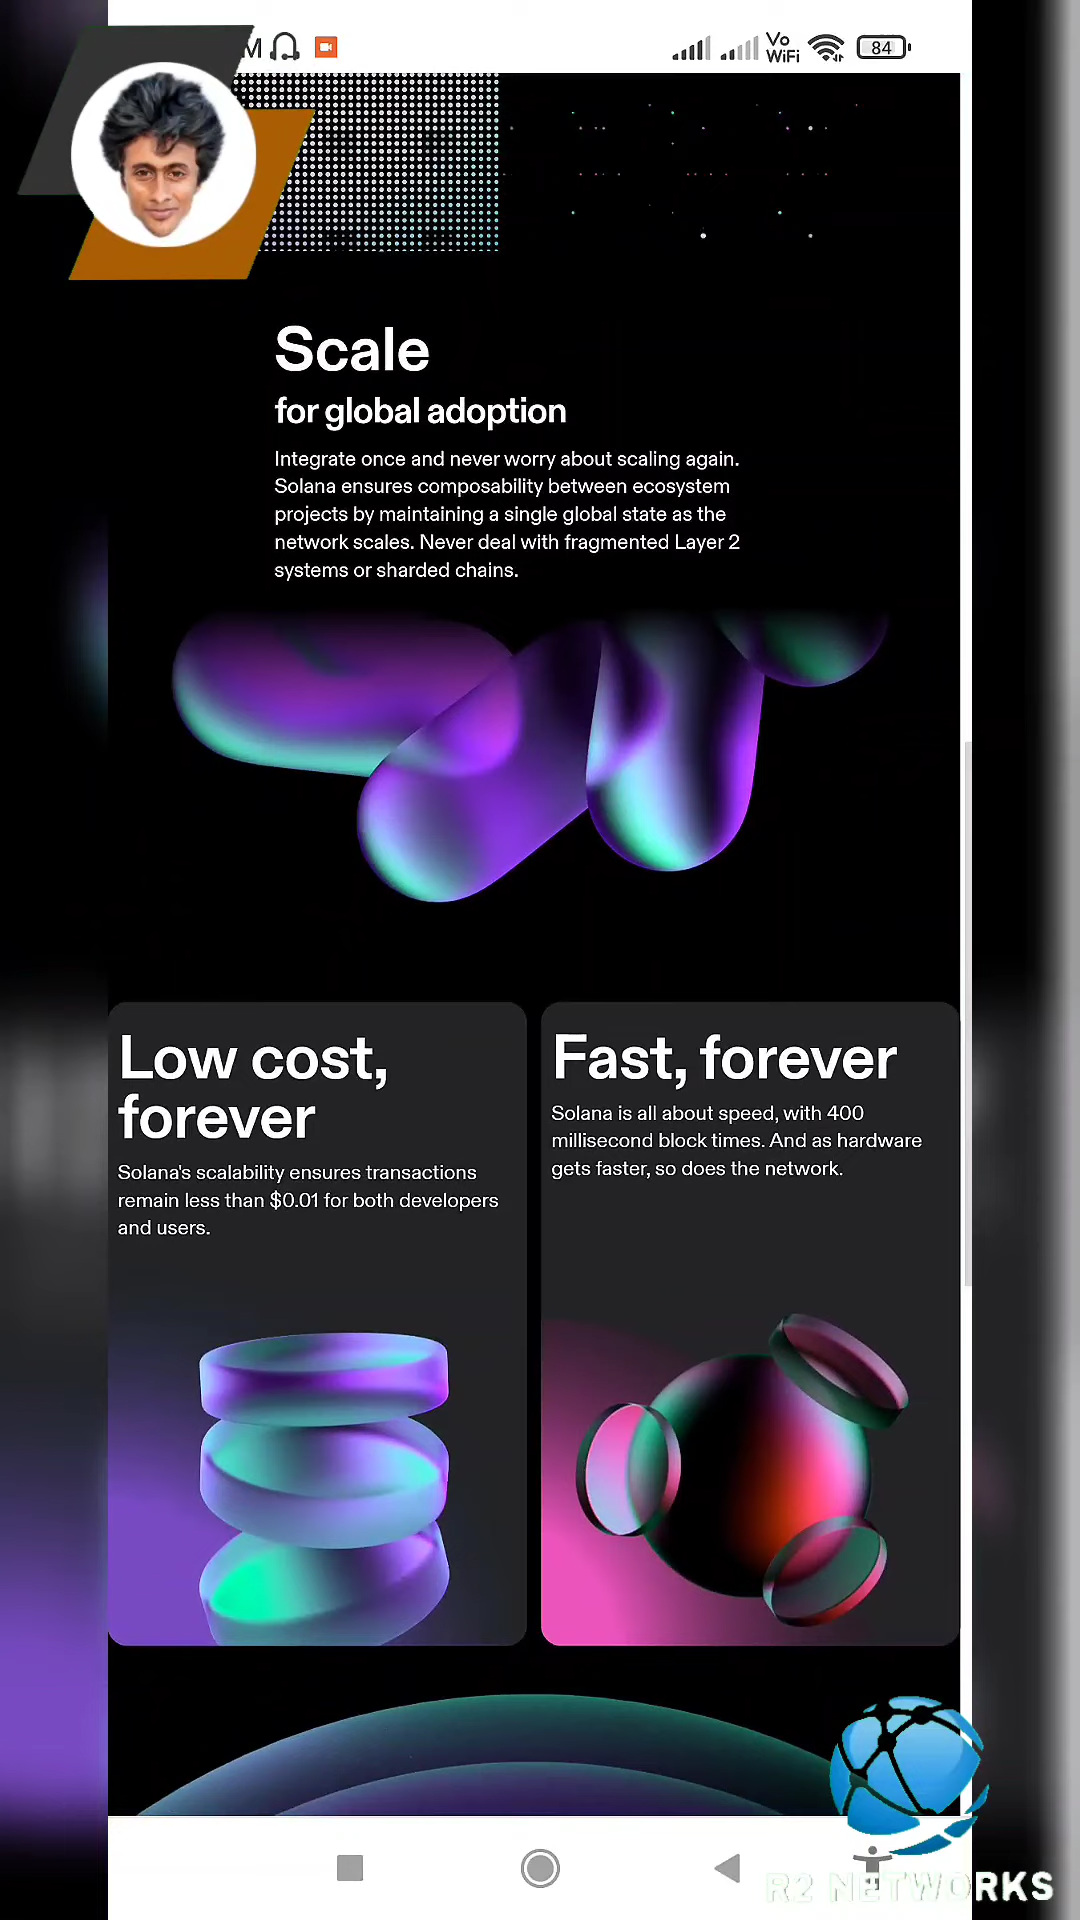 M
Vo
WiFi
84
Scale
for global adoption
Integrate once and never worry about scaling again.
Solana ensures composability between ecosystem
projects by maintaining a single global state as the
network scales. Never deal with fragmented Layer 2
systems or sharded chains.
Low cost,
forever
Solana's scalability ensures transactions
remain less than $0.01 for both developers
and users.
Fast, forever
Solana is all about speed, with 400
millisecond block times. And as hardware
gets faster, so does the network.
R2 NETWORKS